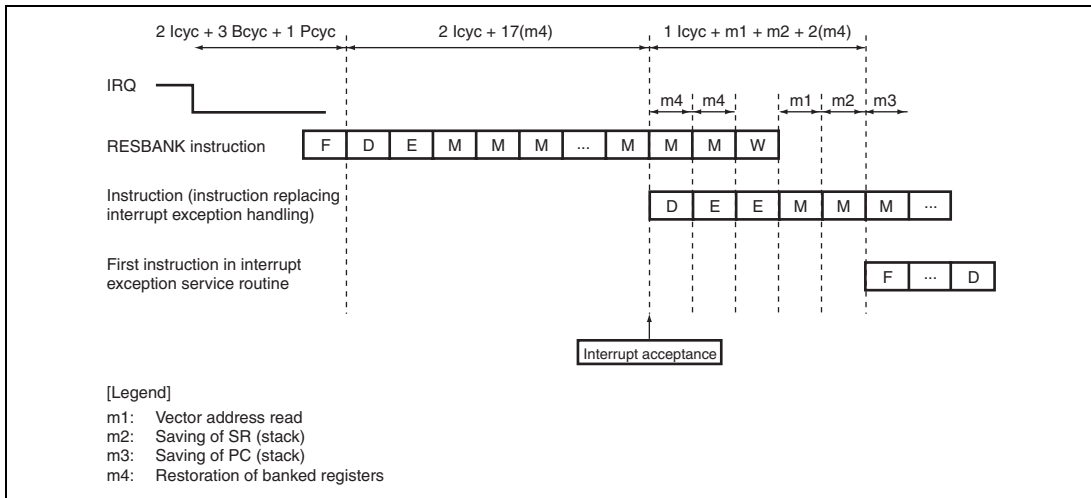 2 Icyc + 3 Bcyc + 1 Pcyc 2 Icyc + 17(m4) 1 Icyc + m1 + m2 + 2(m4)
IRQ
m4 m4 m1 m2 m3
RESBANK instruction F D E M M M ... M M M W
Instruction (instruction replacing
interrupt exception handling) D E E M M M ...
First instruction in interrupt
exception service routine F ... D
Interrupt acceptance
[Legend]
m1: Vector address read
m2: Saving of SR (stack)
m3: Saving of PC (stack)
m4: Restoration of banked registers